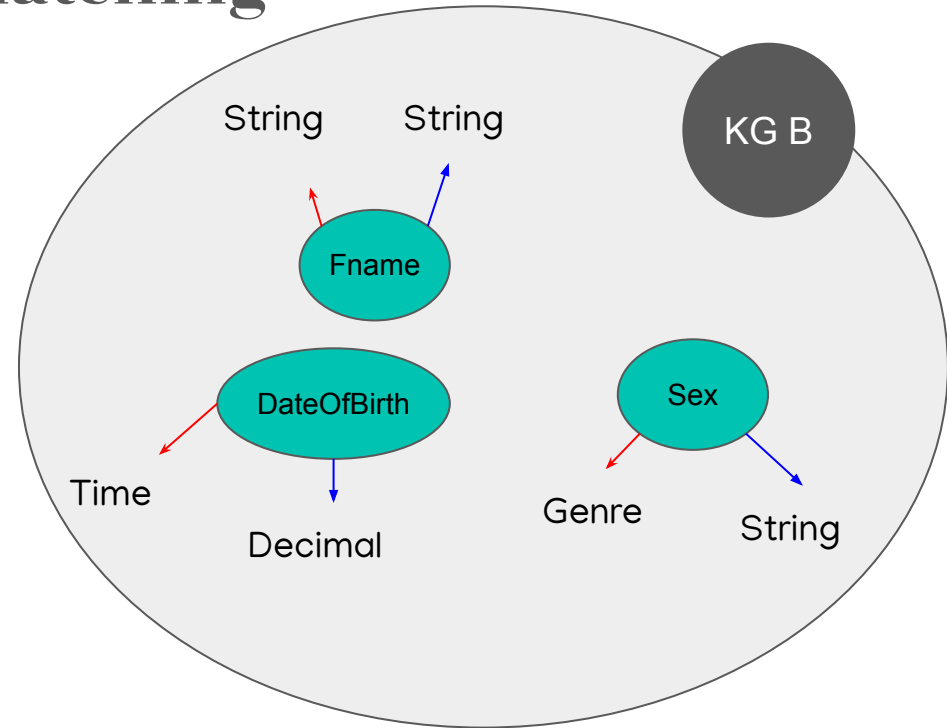 String
String
KG B
Fname
DateOfBirth
Sex
Time
Genre
String
Decimal